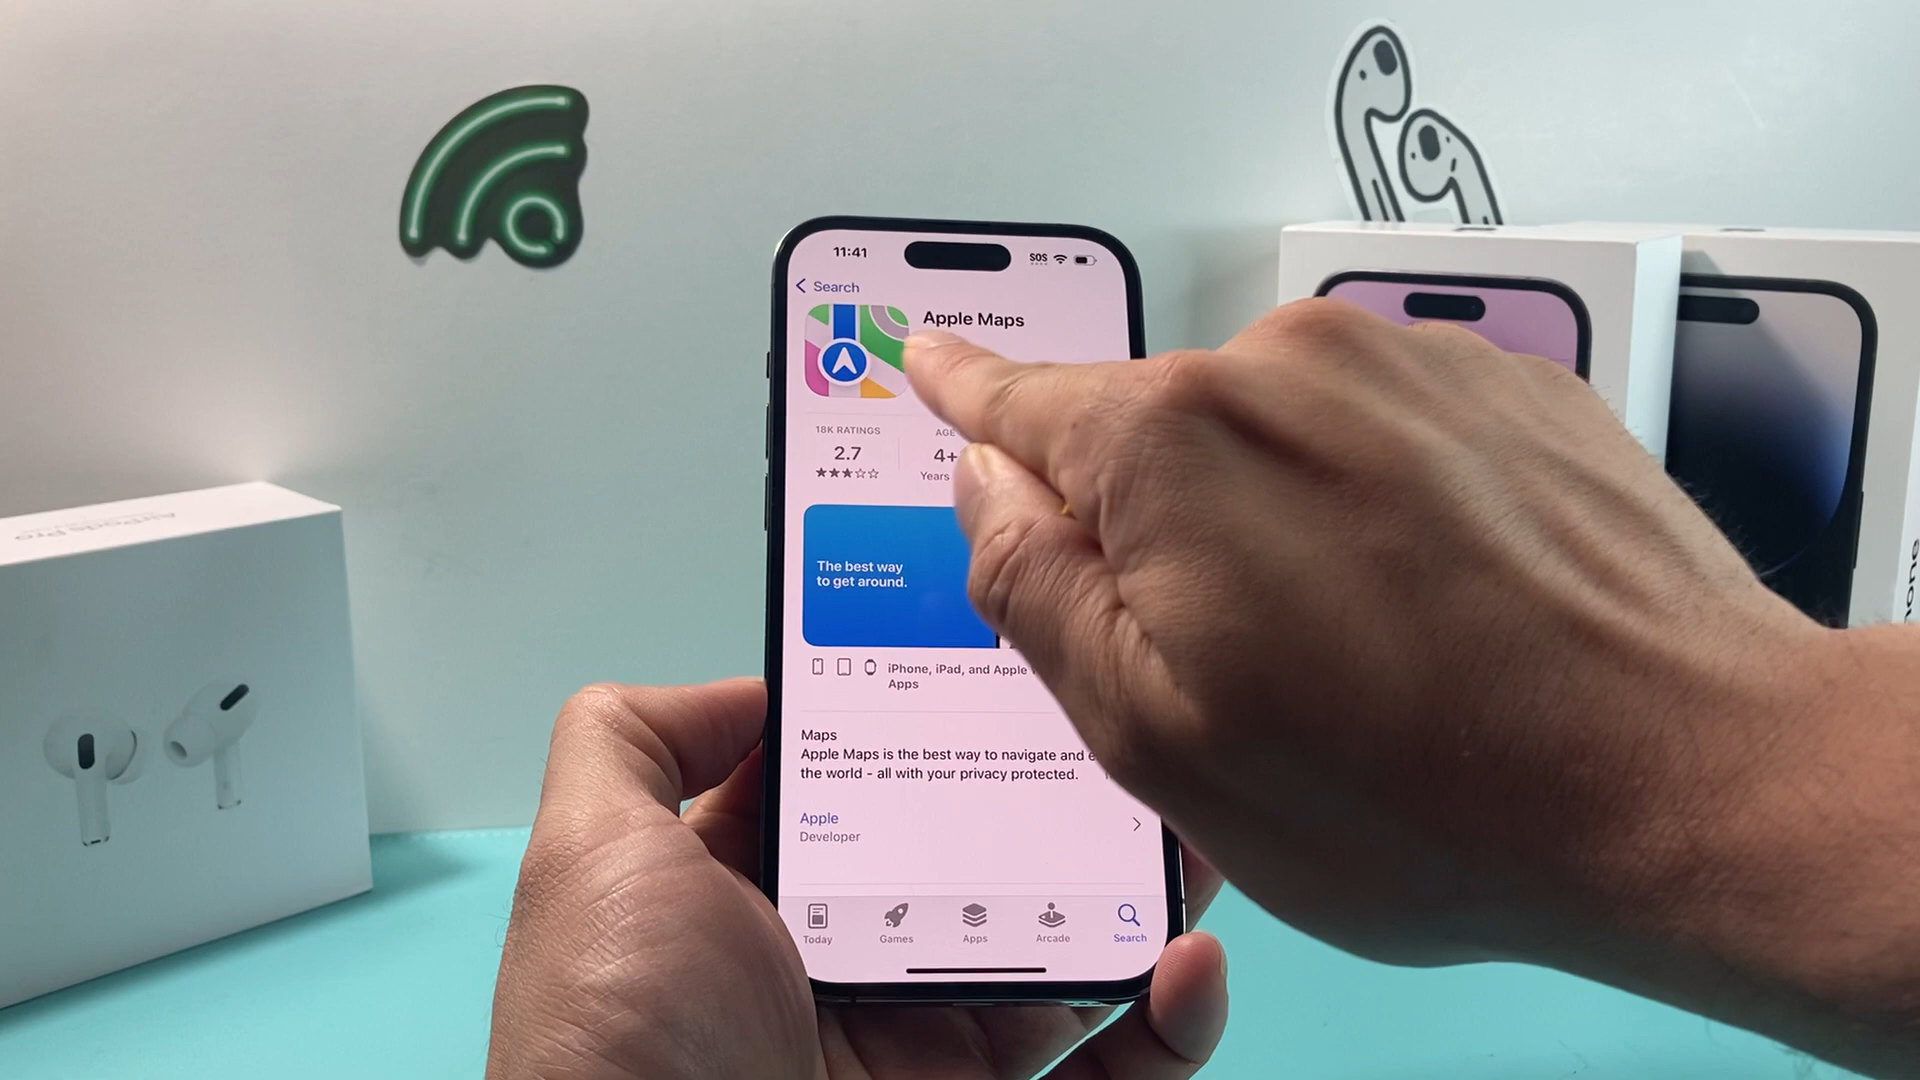 11:41
SOS
Search
Apple Maps
18K RATINGS
AGE
2.7
4+
Years
The best way
to get around.
iPhone, iPad, and Apple
Apps
Maps
Apple Maps is the best way to navigate and e
the world - all with your privacy protected.
Apple
Developer
Today
Games
Apps
Arcade
Search
AirPods Pro